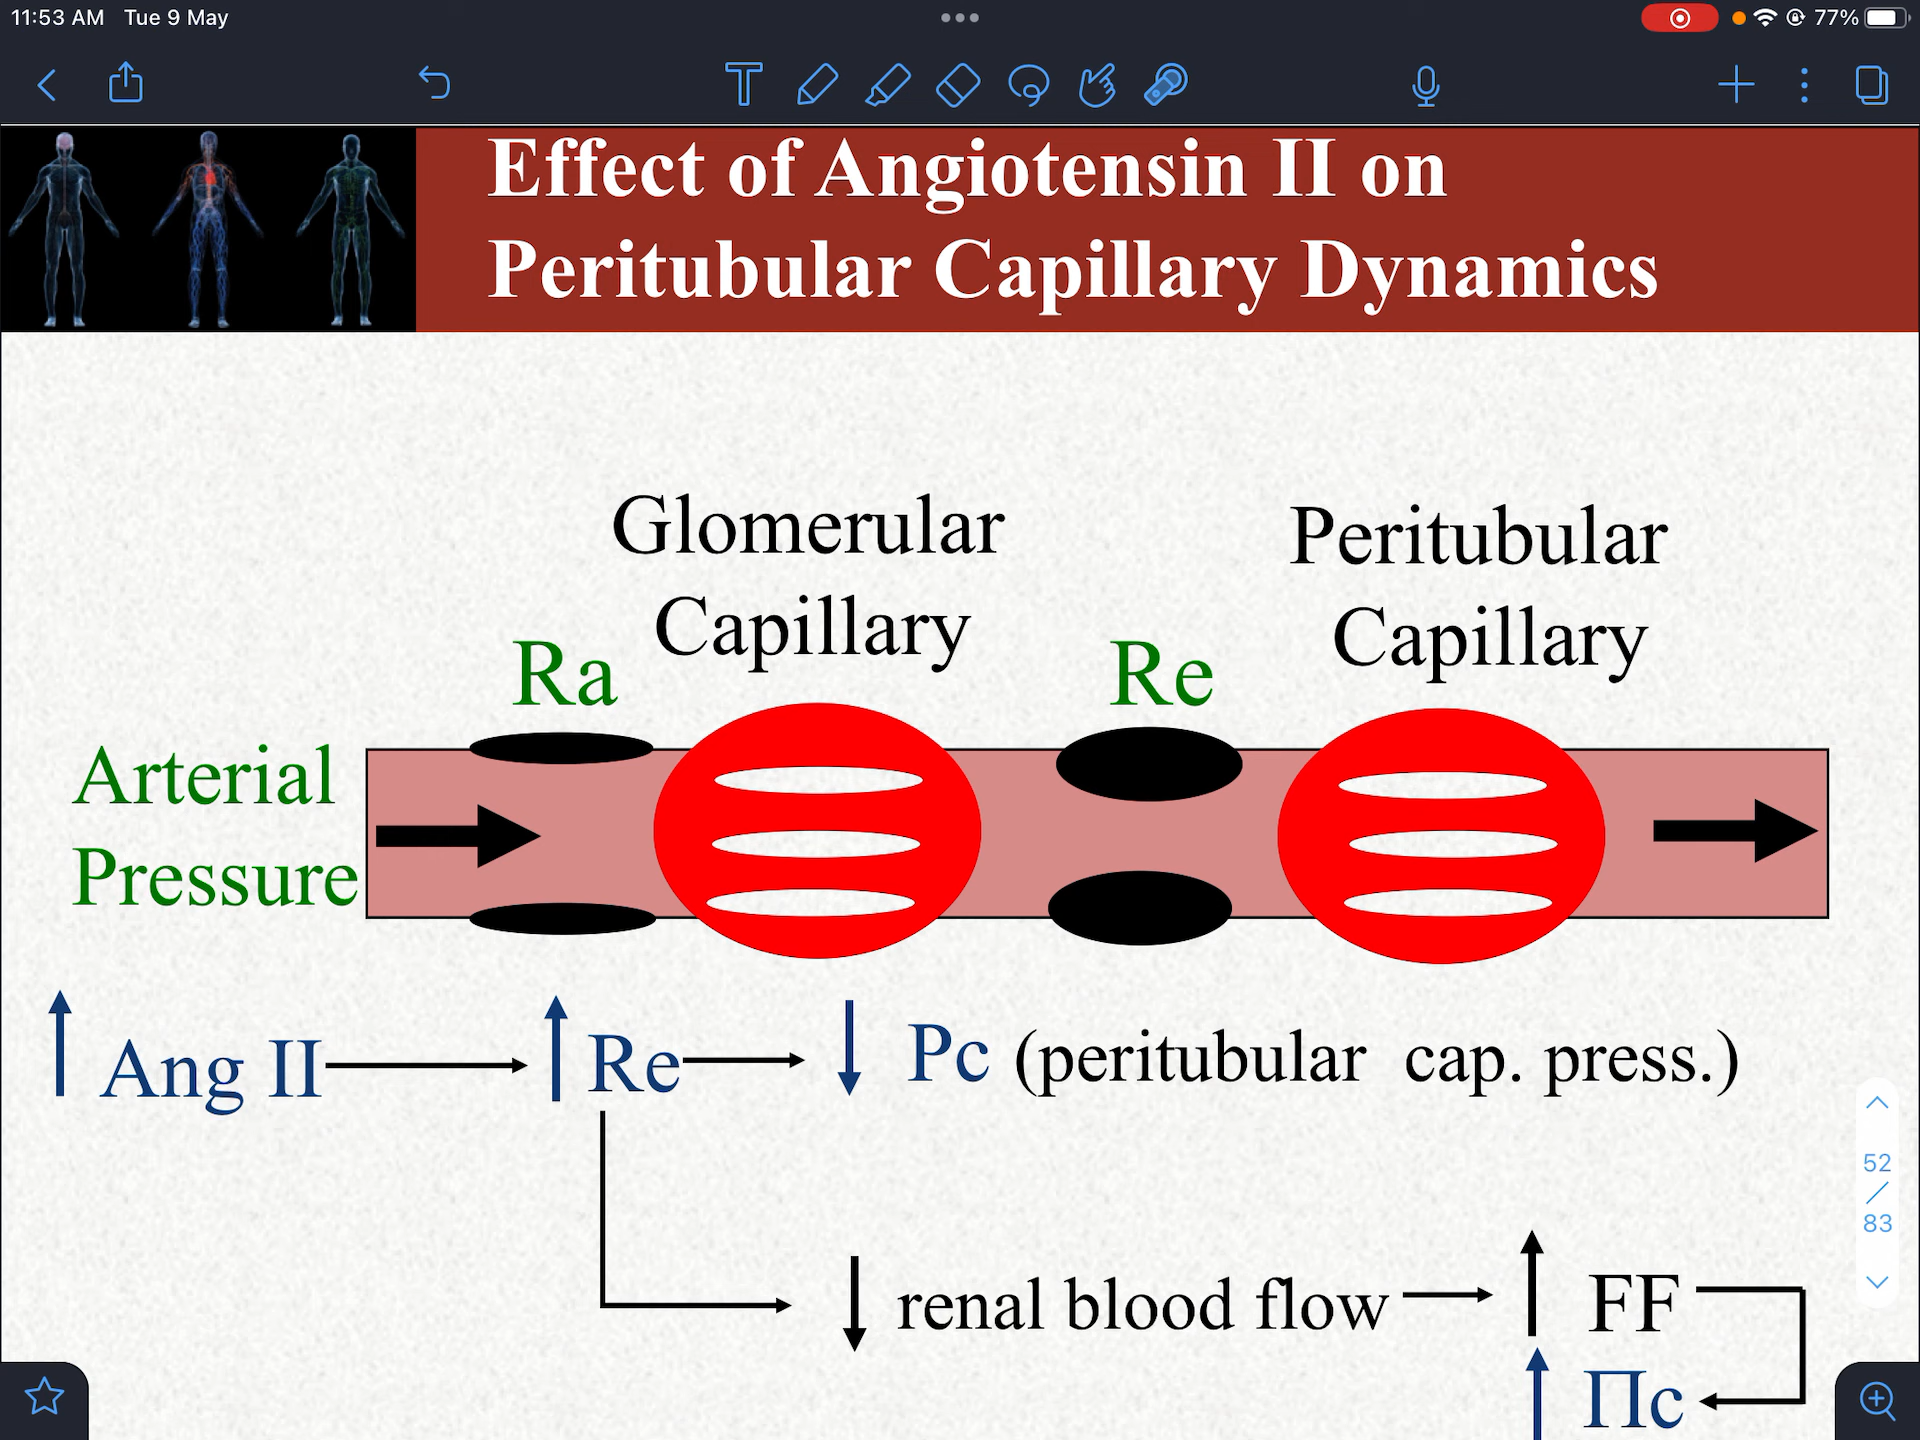 11:53 AM Tue 9 May
77%
Effect of Angiotensin II on
Peritubular Capillary Dynamics
Glomerular
Capillary
Peritubular
Capillary
Ra
Re
Arterial
Pressure
Ang II
Re
Pc (peritubular cap. press.)
renal blood flow
FF
Πc
52
/
83